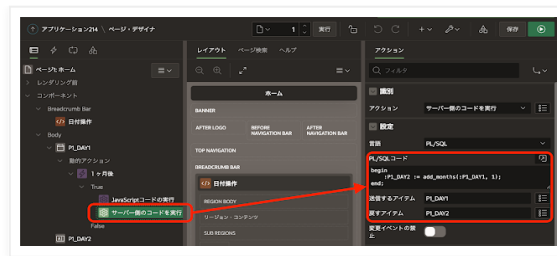 アプリケーション214 \ ページ・デザイナ
1
実行
保存
ページ1: ホーム
レンダリング前
コンポーネント
Breadcrumb Bar
日付操作
Body
P1_DAY1
動的アクション
1ヶ月後
True
JavaScriptコードの実行
サーバー側のコードを実行
False
P1_DAY2
レイアウト
ページ検索
ヘルプ
ホーム
BANNER
AFTER LOGO
BEFORE NAVIGATION BAR
AFTER NAVIGATION BAR
TOP NAVIGATION
BREADCRUMB BAR
日付操作
REGION BODY
リージョン・コンテンツ
SUB REGIONS
アクション
フィルタ
識別
アクション
サーバー側のコードを実行
設定
言語
PL/SQL
PL/SQLコード
begin
:P1_DAY2 := add_months(:P1_DAY1, 1);
end;
送信するアイテム
P1_DAY1
戻すアイテム
P1_DAY2
変更イベントの禁止